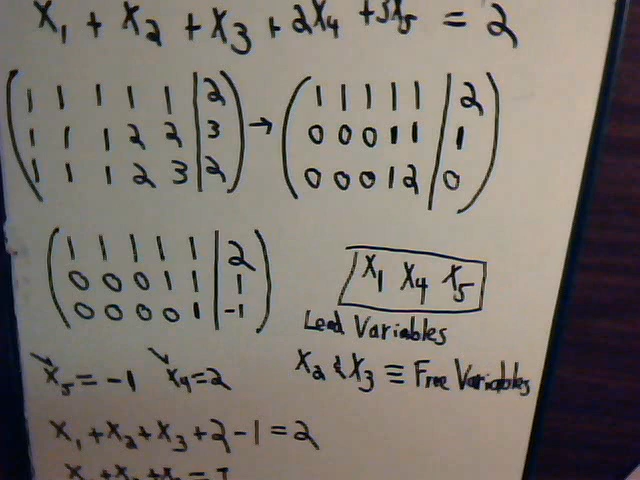 x₁ + x₂ + x₃ + 2x₄ + 3x₅ = 2
1 1 1 1 1 | 2
1 1 1 2 2 | 3
1 1 1 2 3 | 2
→
1 1 1 1 1 | 2
0 0 0 1 1 | 1
0 0 0 1 2 | 0
1 1 1 1 1 | 2
0 0 0 1 1 | 1
0 0 0 0 1 | -1
x₁ x₄ x₅
Lead Variables
x₂ & x₃ ≡ Free Variables
x₅ = -1 x₄ = 2
x₁ + x₂ + x₃ + 2 - 1 = 2